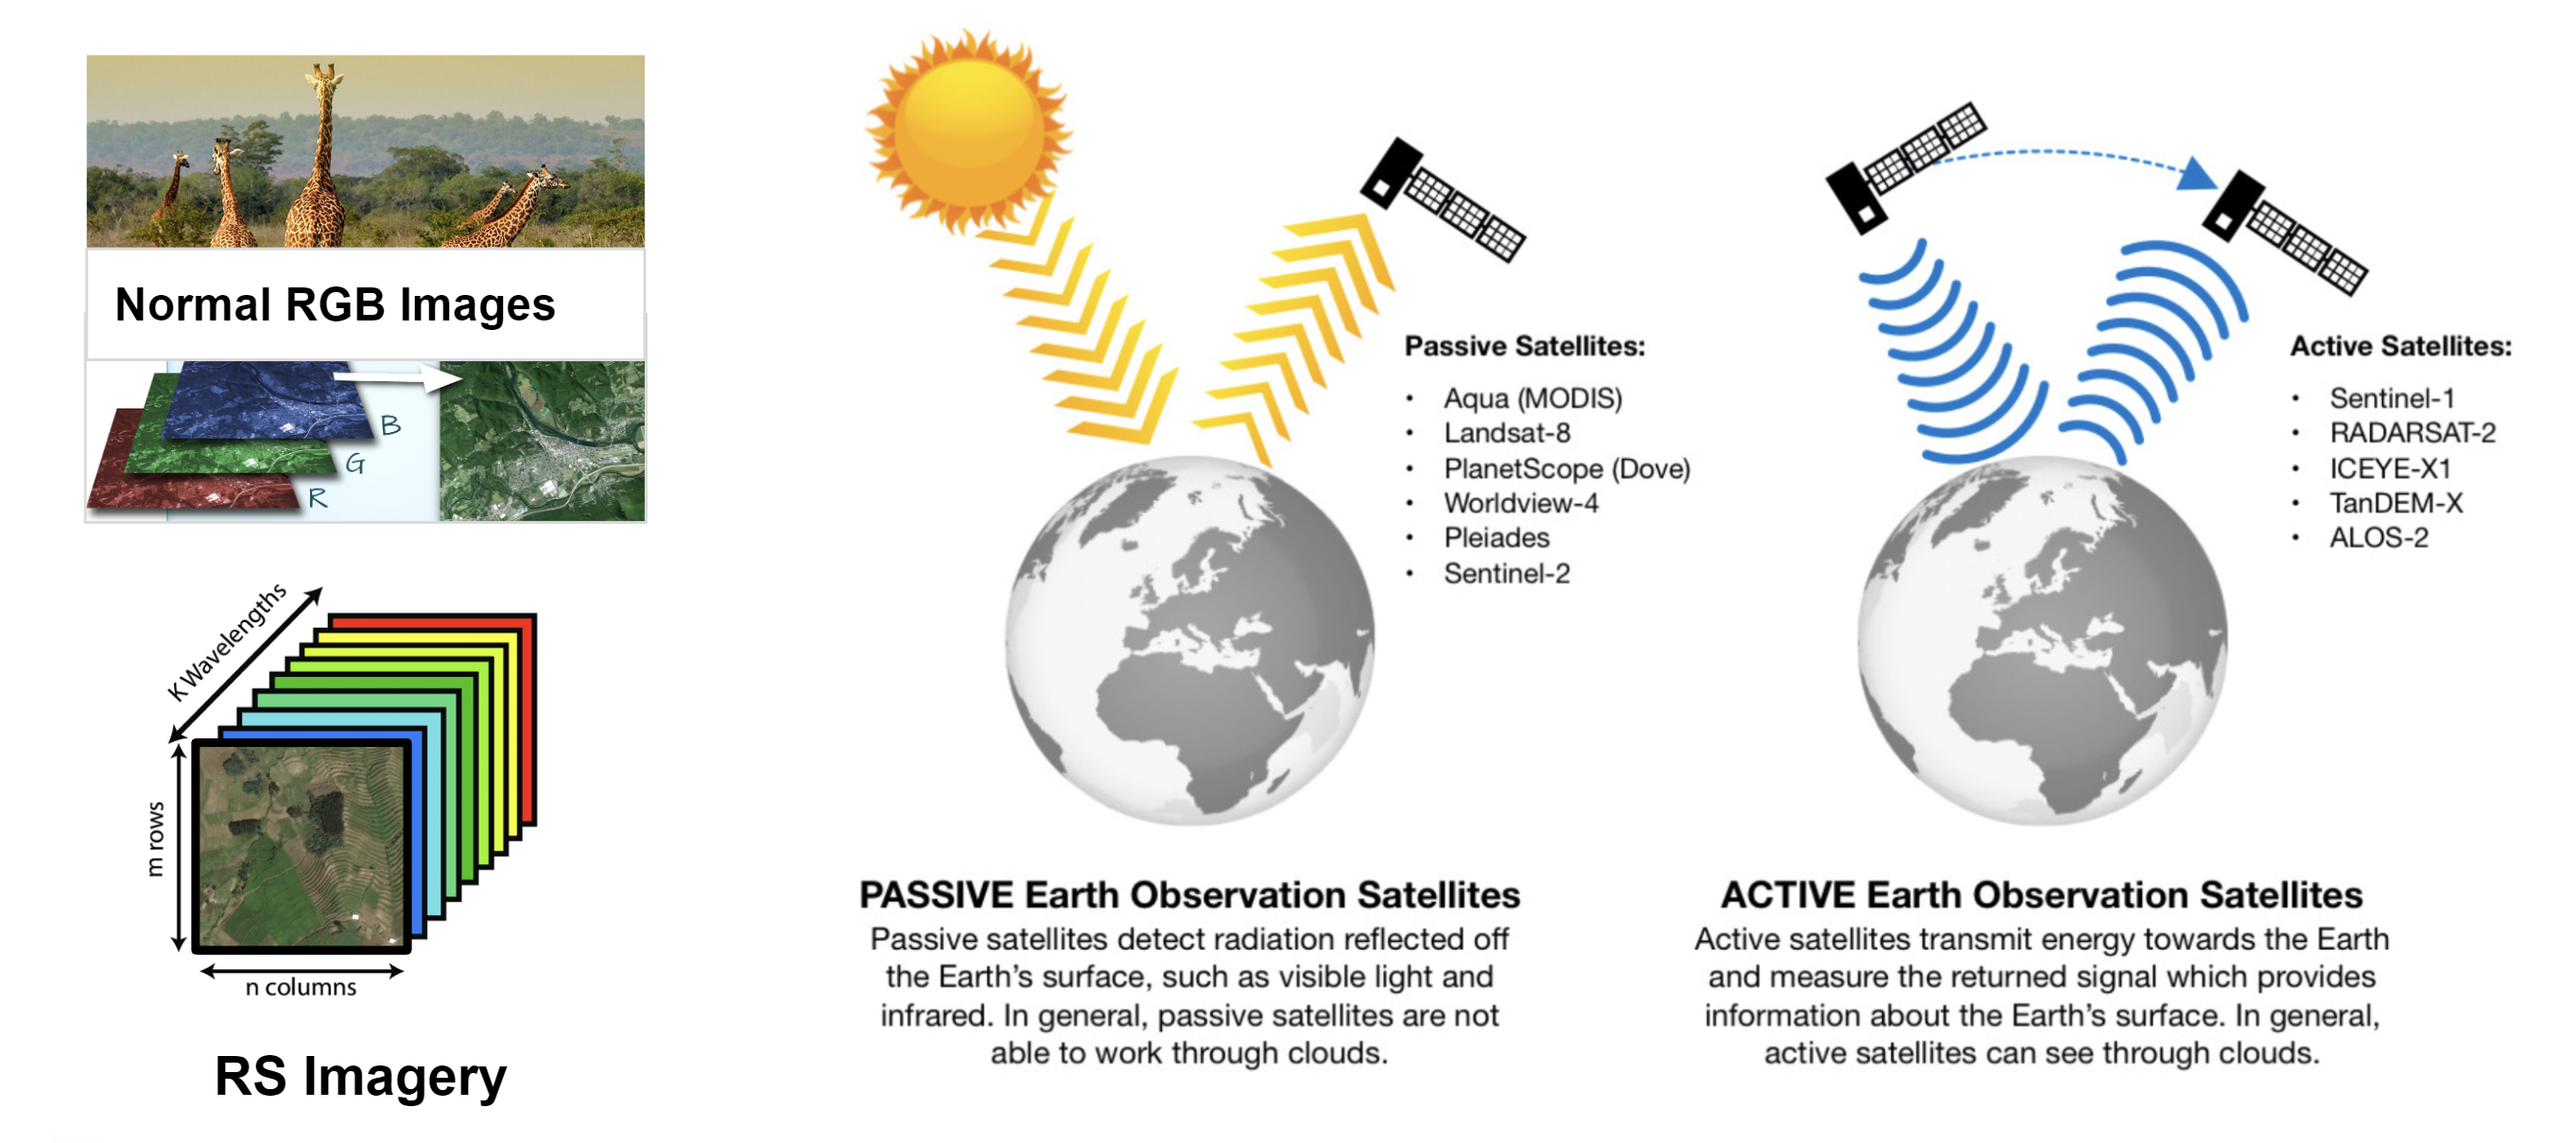 Normal RGB Images
B
G
R
K Wavelengths
m rows
n columns
RS Imagery
Passive Satellites:
• Aqua (MODIS)
• Landsat-8
• PlanetScope (Dove)
• Worldview-4
• Pleiades
• Sentinel-2
PASSIVE Earth Observation Satellites
Passive satellites detect radiation reflected off
the Earth's surface, such as visible light and
infrared. In general, passive satellites are not
able to work through clouds.
Active Satellites:
• Sentinel-1
• RADARSAT-2
• ICEYE-X1
• TanDEM-X
• ALOS-2
ACTIVE Earth Observation Satellites
Active satellites transmit energy towards the Earth
and measure the returned signal which provides
information about the Earth's surface. In general,
active satellites can see through clouds.